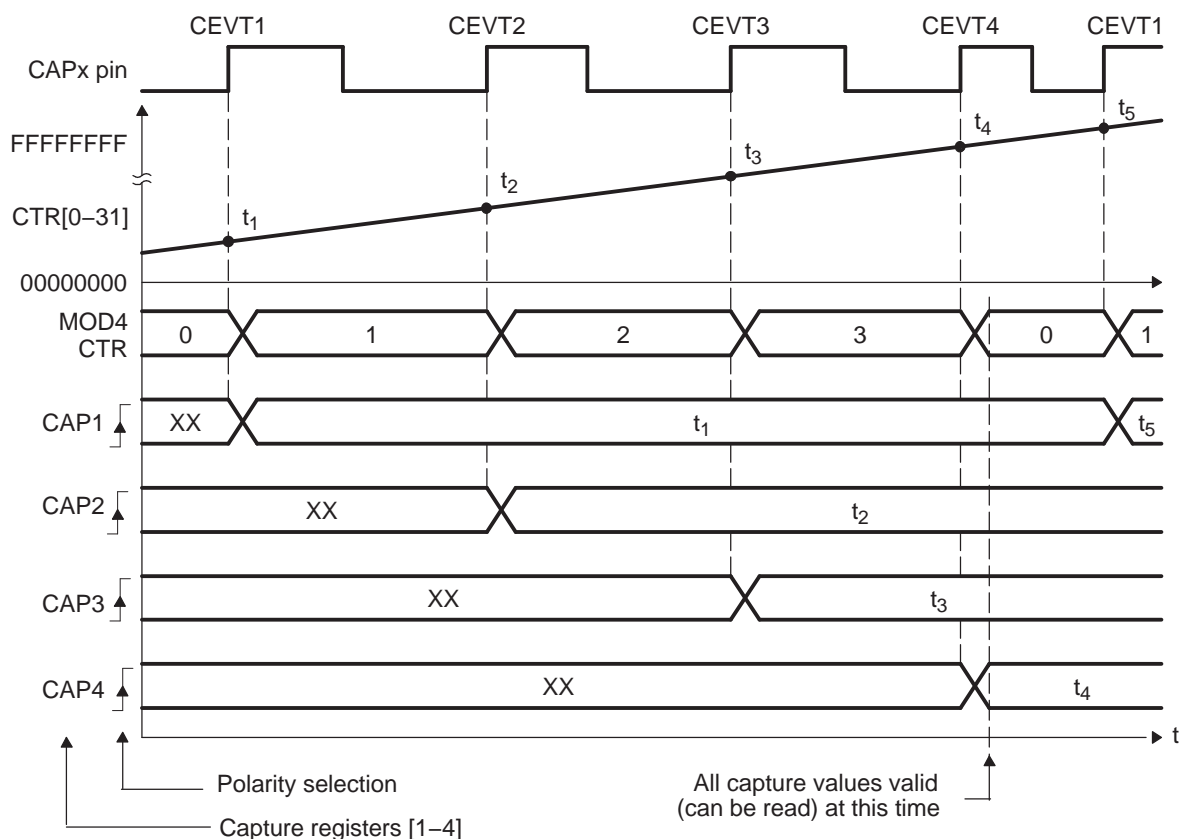 CEVT1 CEVT2 CEVT3 CEVT4 CEVT1
CAPx pin
t5
FFFFFFFF
t4
t3
t2
CTR[0–31]
t1
00000000
MOD4
CTR
0 1 2 3 0 1
CAP1 XX t1 t5
CAP2 XX t2
CAP3 XX t3
CAP4 XX t4
t
Polarity selection
All capture values valid
(can be read) at this time
Capture registers [1–4]